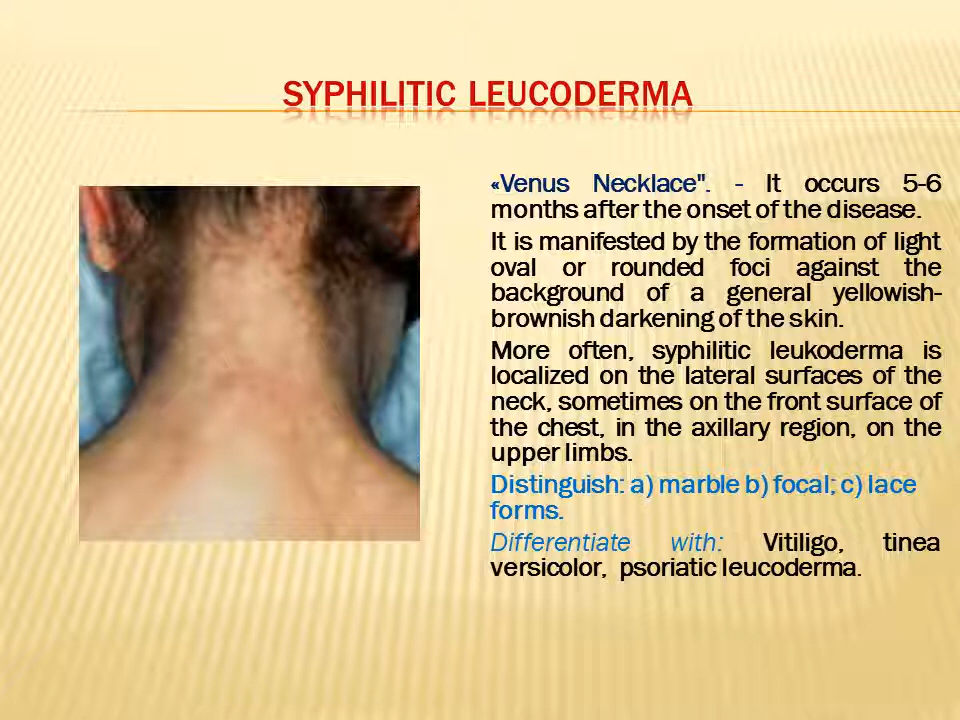 SYPHILITIC LEUCODERMA
«Venus Necklace". - It occurs 5-6
months after the onset of the disease.
It is manifested by the formation of light
oval or rounded foci against the
background of a general yellowish-
brownish darkening of the skin.
More often, syphilitic leukoderma is
localized on the lateral surfaces of the
neck, sometimes on the front surface of
the chest, in the axillary region, on the
upper limbs.
Distinguish: a) marble b) focal; c) lace
forms.
Differentiate with: Vitiligo, tinea
versicolor, psoriatic leucoderma.